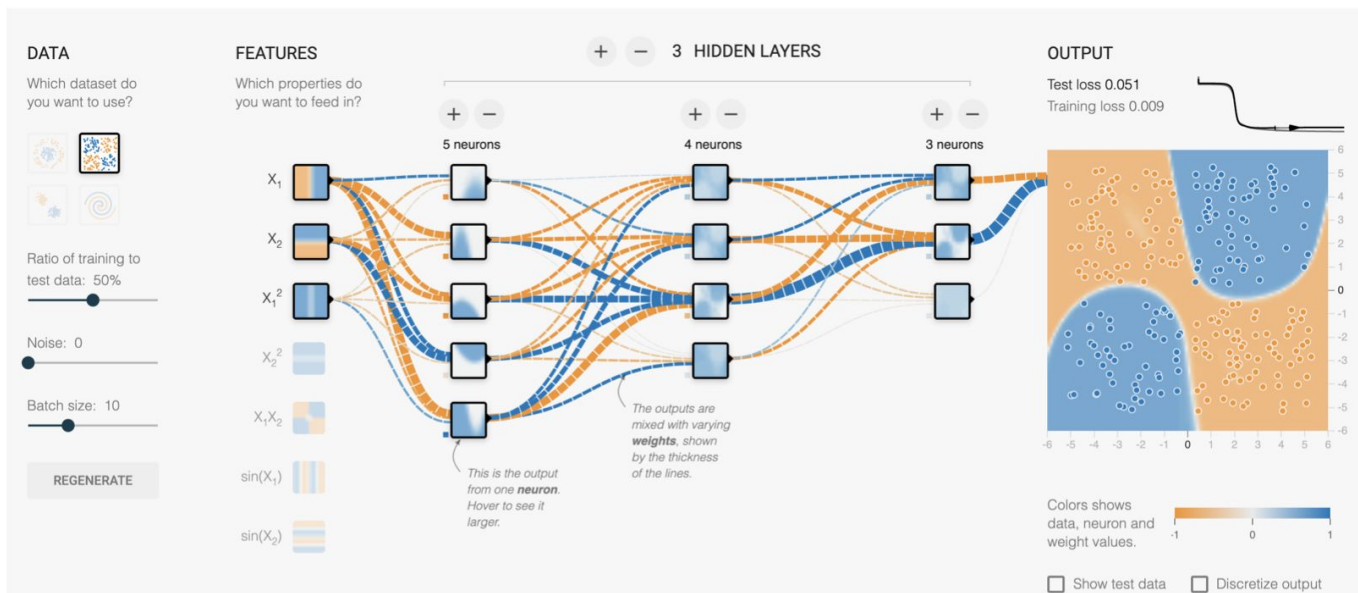 DATA
Which dataset do
you want to use?
Ratio of training to
test data: 50%
Noise: 0
Batch size: 10
REGENERATE
FEATURES
Which properties do
you want to feed in?
X₁
X₂
X₁²
X₂²
X₁X₂
sin(X₁)
sin(X₂)
+ − 3 HIDDEN LAYERS
+ −
5 neurons
+ −
4 neurons
+ −
3 neurons
This is the output
from one neuron.
Hover to see it
larger.
The outputs are
mixed with varying
weights, shown
by the thickness
of the lines.
OUTPUT
Test loss 0.051
Training loss 0.009
6
5
4
3
2
1
0
-1
-2
-3
-4
-5
-6
-6 -5 -4 -3 -2 -1 0 1 2 3 4 5 6
Colors shows
data, neuron and
weight values.
-1 0 1
Show test data
Discretize output